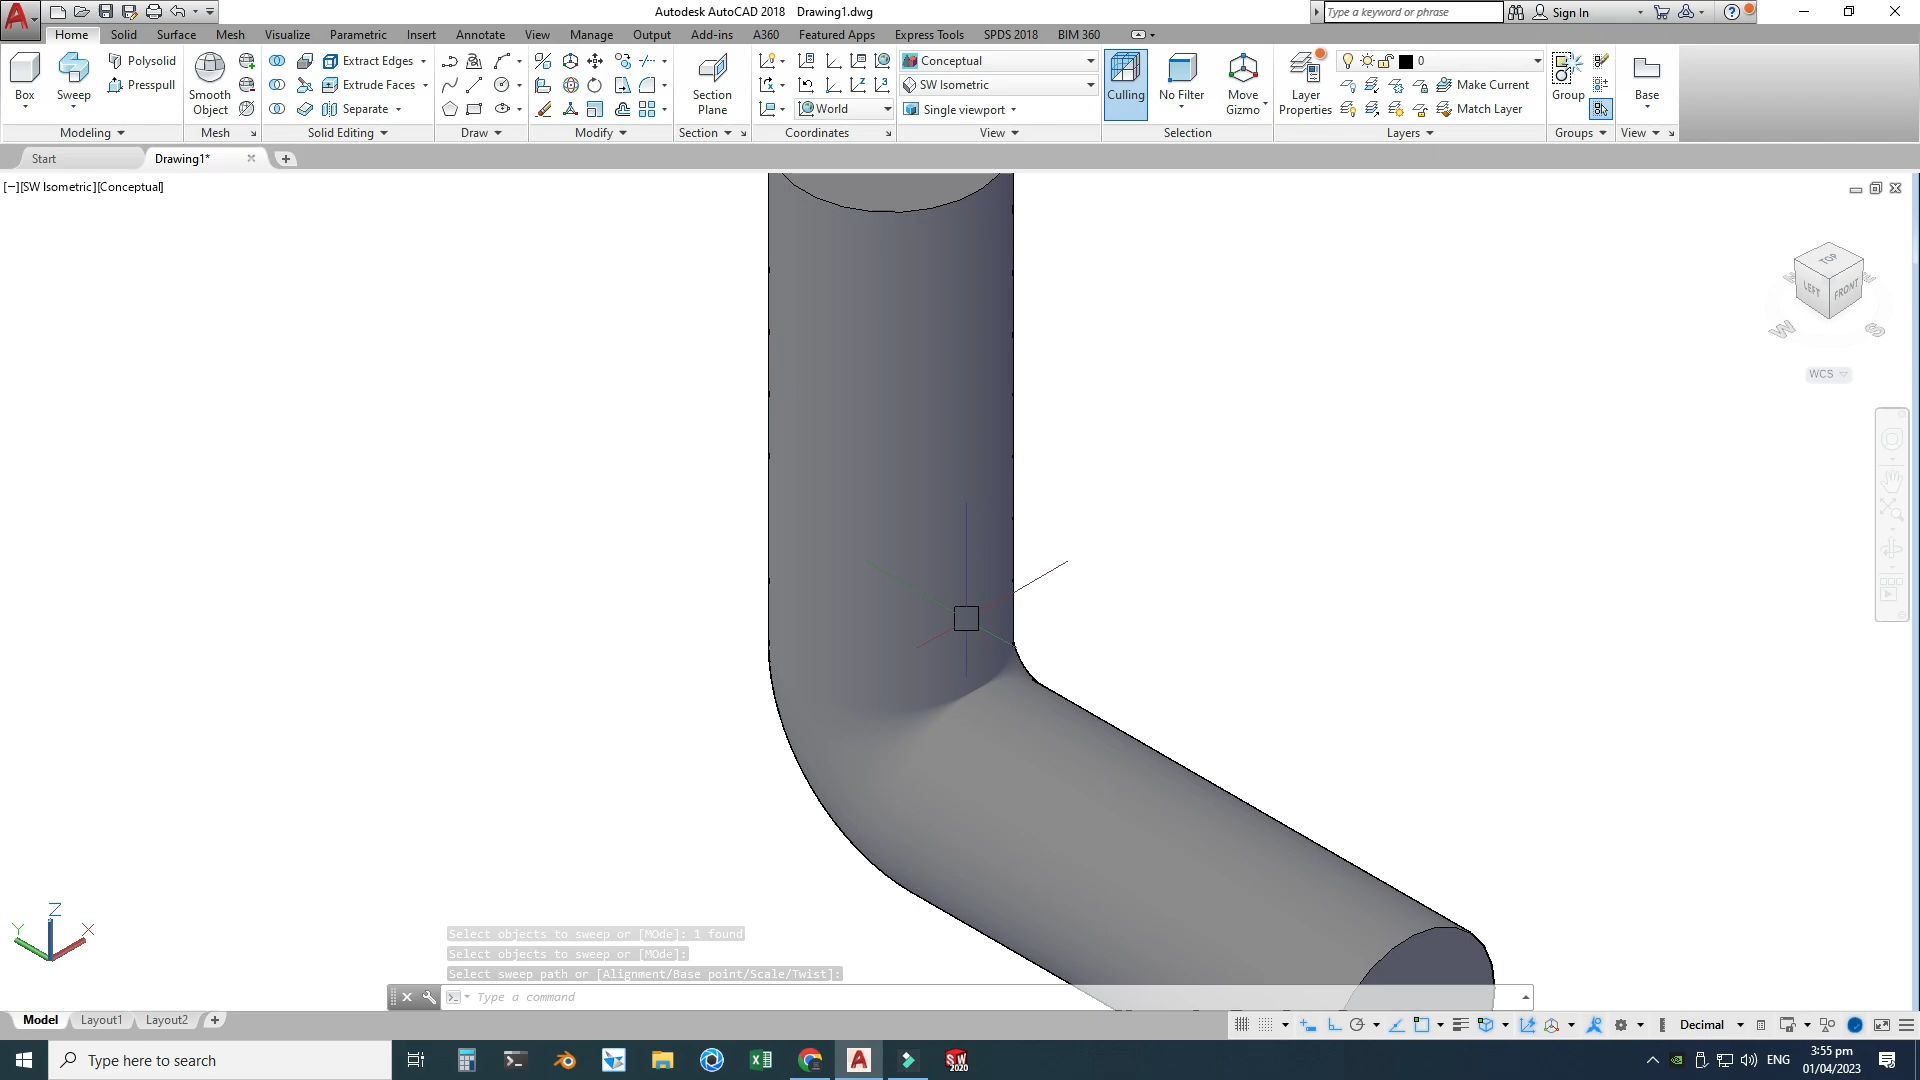 Autodesk AutoCAD 2018 Drawing1.dwg
Type a keyword or phrase
Sign In
Home Solid Surface Mesh Visualize Parametric Insert Annotate View Manage Output Add-ins A360 Featured Apps Express Tools SPDS 2018 BIM 360
Box
Sweep
Polysolid
Presspull
Modeling
Smooth Object
Mesh
Extract Edges
Extrude Faces
Separate
Solid Editing
Draw
Modify
Section Plane
Section
World
Coordinates
Conceptual
SW Isometric
Single viewport
View
Culling
No Filter
Move Gizmo
Selection
Layer Properties
0
Make Current
Match Layer
Layers
Group
Groups
Base
View
Start Drawing1*
[−][SW Isometric][Conceptual]
TOP
LEFT FRONT
W S
WCS
Z
Y X
Select objects to sweep or [MOde]: 1 found
Select objects to sweep or [MOde]:
Select sweep path or [Alignment/Base point/Scale/Twist]:
Type a command
Model Layout1 Layout2
Decimal
Type here to search
SW 2020
ENG
3:55 pm
01/04/2023